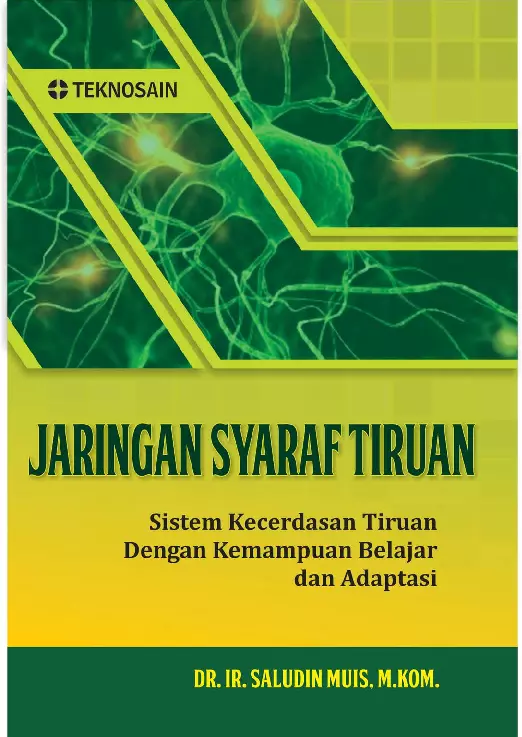 TEKNOSAIN
JARINGAN SYARAF TIRUAN
Sistem Kecerdasan Tiruan
Dengan Kemampuan Belajar
dan Adaptasi
DR. IR. SALUDIN MUIS, M.KOM.